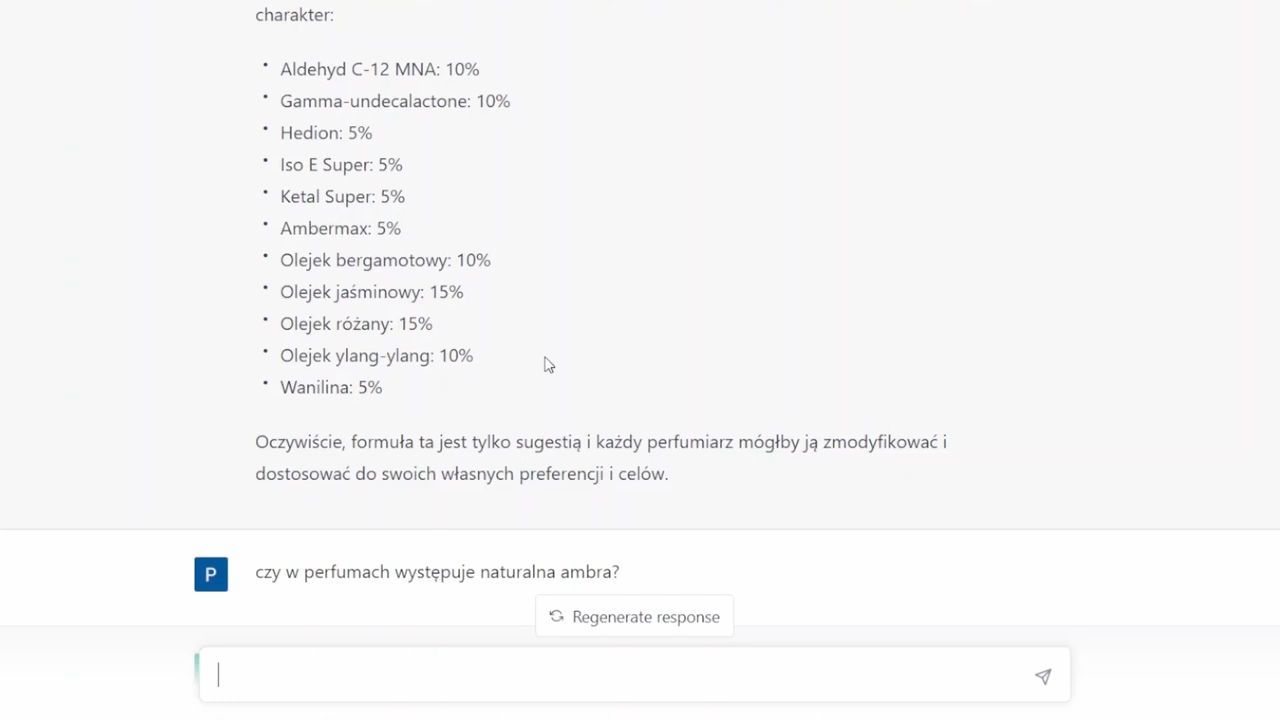 charakter:
• Aldehyd C-12 MNA: 10%
• Gamma-undecalactone: 10%
• Hedion: 5%
• Iso E Super: 5%
• Ketal Super: 5%
• Ambermax: 5%
• Olejek bergamotowy: 10%
• Olejek jaśminowy: 15%
• Olejek różany: 15%
• Olejek ylang-ylang: 10%
• Wanilina: 5%
Oczywiście, formuła ta jest tylko sugestią i każdy perfumiarz mógłby ją zmodyfikować i
dostosować do swoich własnych preferencji i celów.
P czy w perfumach występuje naturalna ambra?
Regenerate response